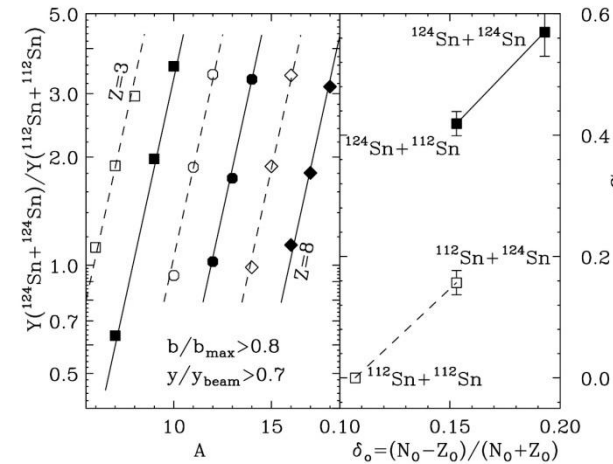 Y(¹²⁴Sn+¹²⁴Sn)/Y(¹¹²Sn+¹¹²Sn)
5.0
3.0
2.0
1.0
0.7
0.5
Z=3
Z=8
b/b_max>0.8
y/y_beam>0.7
10
15
A
¹²⁴Sn+¹²⁴Sn
¹²⁴Sn+¹¹²Sn
¹¹²Sn+¹²⁴Sn
¹¹²Sn+¹¹²Sn
0.6
0.4
0.2
0.0
0.10
0.15
0.20
δ₀=(N₀−Z₀)/(N₀+Z₀)